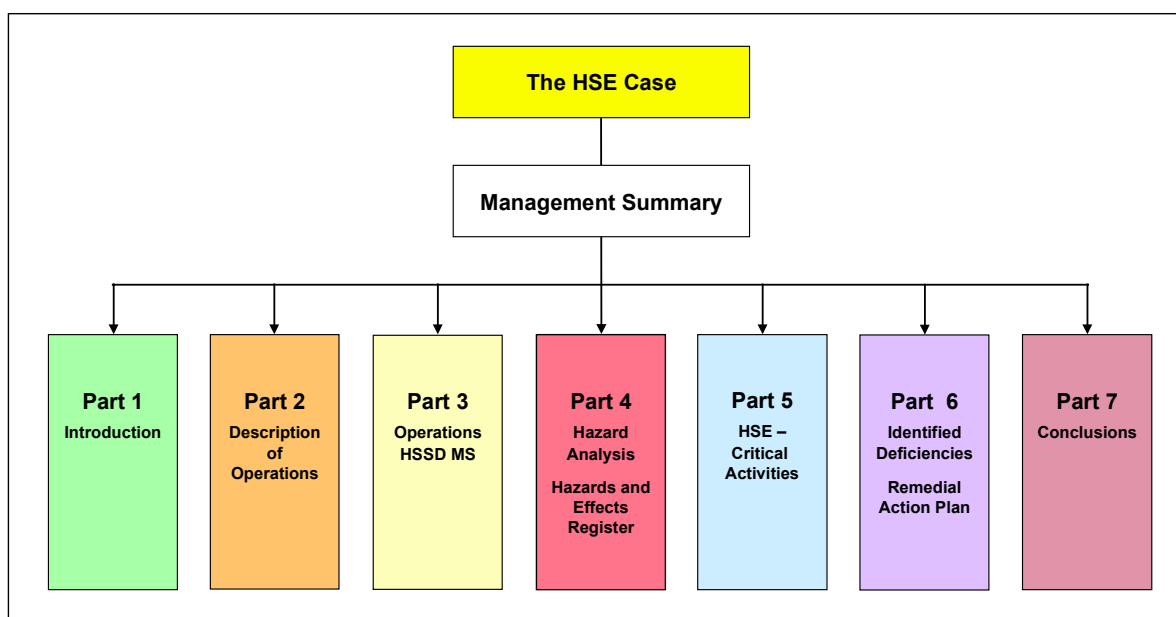 The HSE Case
Management Summary
Part 1
Introduction
Part 2
Description
of
Operations
Part 3
Operations
HSSD MS
Part 4
Hazard
Analysis
Hazards and
Effects
Register
Part 5
HSE –
Critical
Activities
Part 6
Identified
Deficiencies
Remedial
Action Plan
Part 7
Conclusions